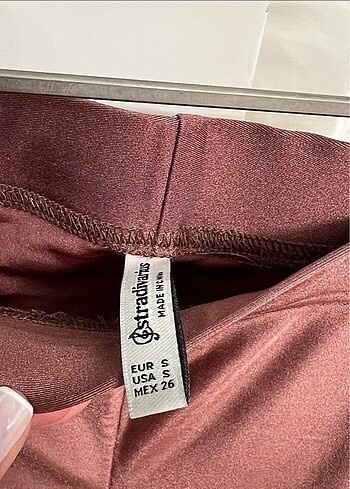 stradivarius
MADE IN CHINA
EUR S
USA S
MEX 26